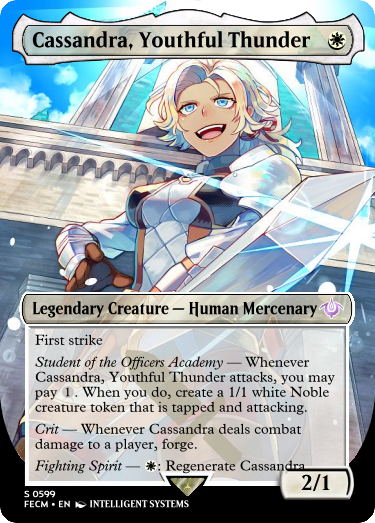 Cassandra, Youthful Thunder
Legendary Creature — Human Mercenary
First strike
Student of the Officers Academy — Whenever
Cassandra, Youthful Thunder attacks, you may
pay 1. When you do, create a 1/1 white Noble
creature token that is tapped and attacking.
Crit — Whenever Cassandra deals combat
damage to a player, forge.
Fighting Spirit — : Regenerate Cassandra
2/1
S 0599
FECM • EN INTELLIGENT SYSTEMS